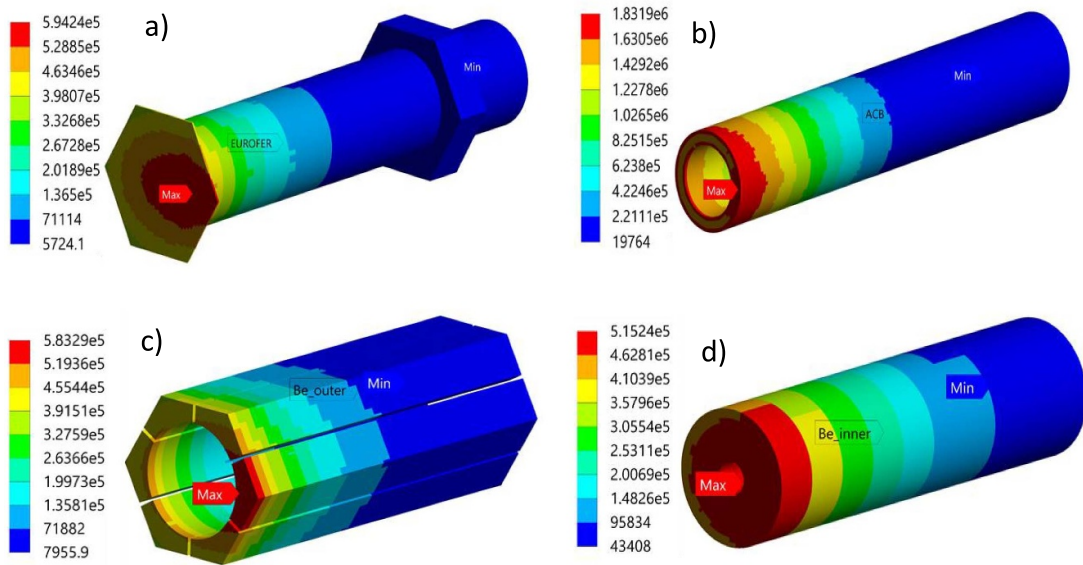 a)
5.9424e5
5.2885e5
4.6346e5
3.9807e5
3.3268e5
2.6728e5
2.0189e5
1.365e5
71114
5724.1
Min
EUROFER
Max
b)
1.8319e6
1.6305e6
1.4292e6
1.2278e6
1.0265e6
8.2515e5
6.238e5
4.2246e5
2.2111e5
19764
Min
ACB
Max
c)
5.8329e5
5.1936e5
4.5544e5
3.9151e5
3.2759e5
2.6366e5
1.9973e5
1.3581e5
71882
7955.9
Be_outer
Min
Max
d)
5.1524e5
4.6281e5
4.1039e5
3.5796e5
3.0554e5
2.5311e5
2.0069e5
1.4826e5
95834
43408
Min
Be_inner
Max